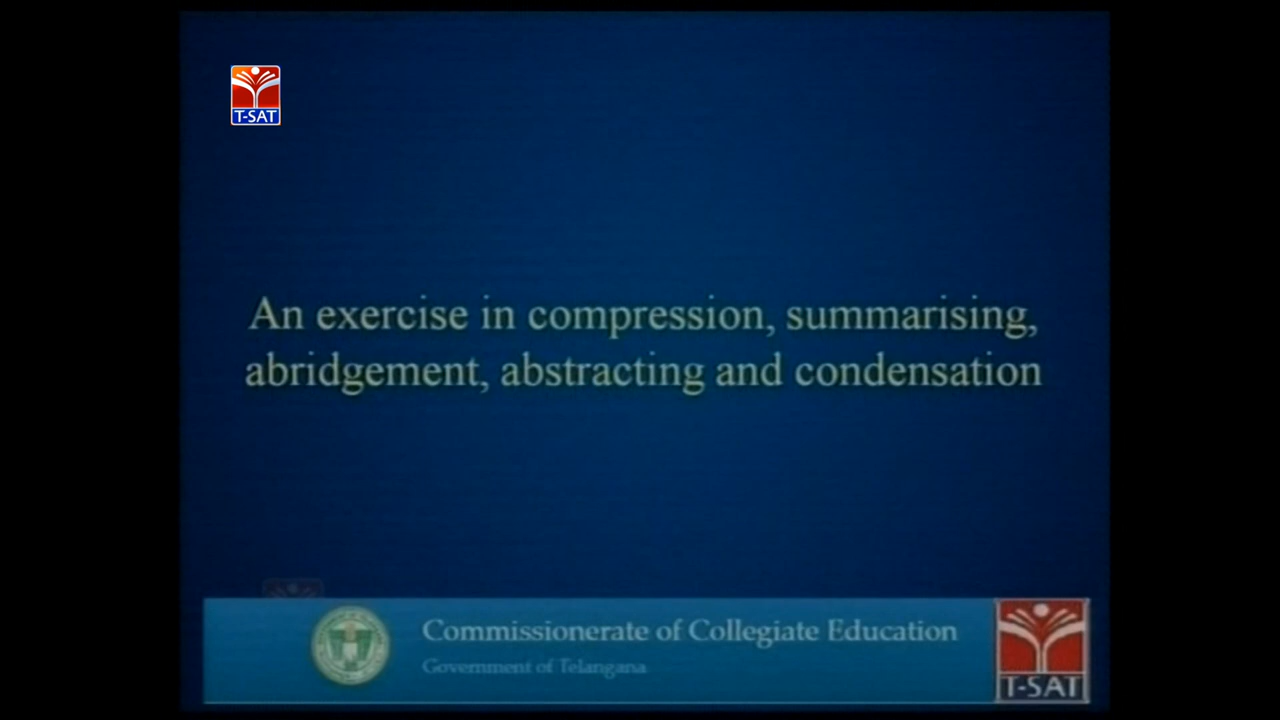 T-SAT
An exercise in compression, summarising,
abridgement, abstracting and condensation
Commissionerate of Collegiate Education
Government of Telangana
T-SAT